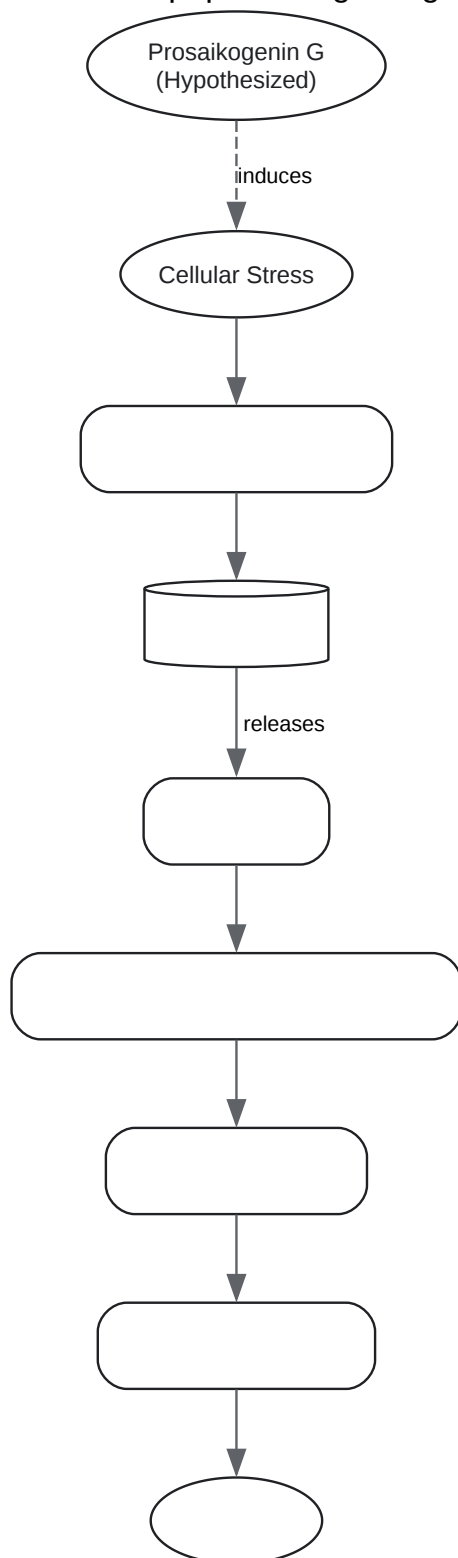 Prosaikogenin G
(Hypothesized)
induces
Cellular Stress
releases